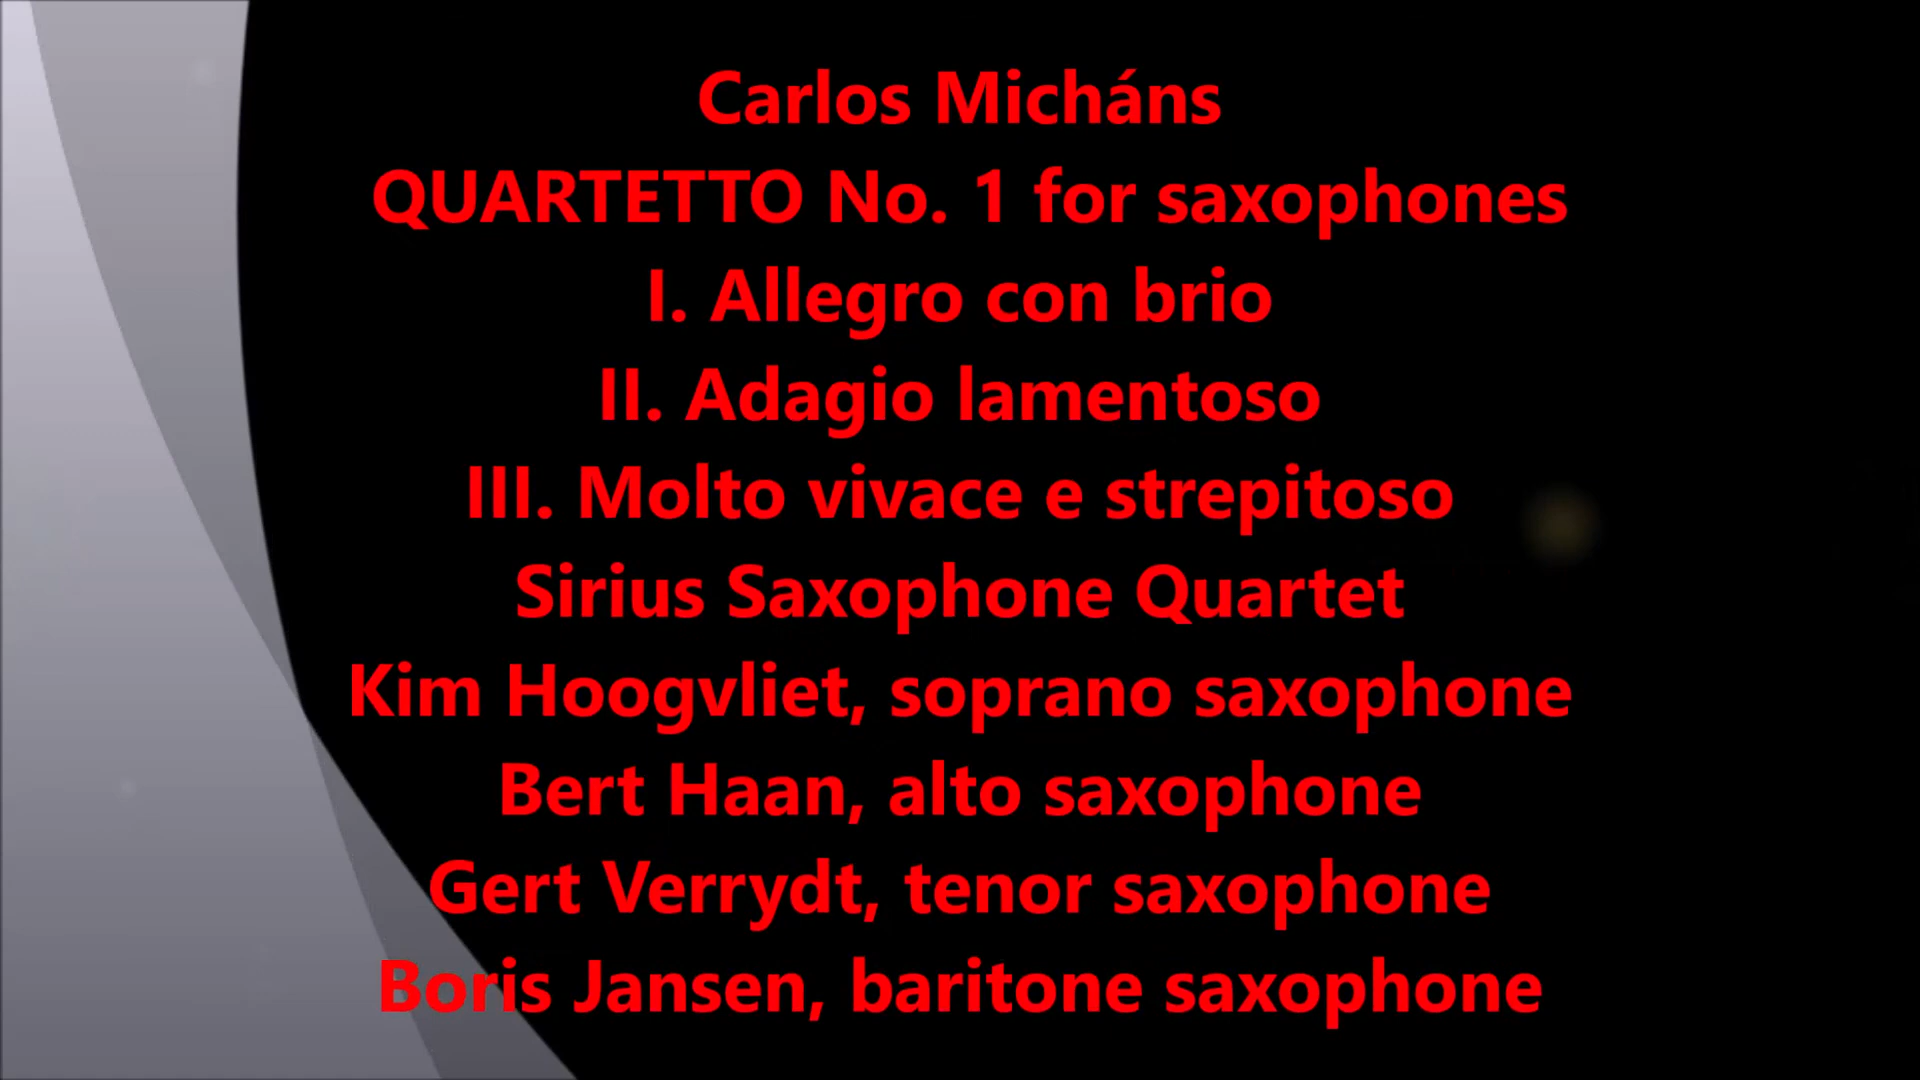 Carlos Micháns
QUARTETTO No. 1 for saxophones
I. Allegro con brio
II. Adagio lamentoso
III. Molto vivace e strepitoso
Sirius Saxophone Quartet
Kim Hoogvliet, soprano saxophone
Bert Haan, alto saxophone
Gert Verrydt, tenor saxophone
Boris Jansen, baritone saxophone